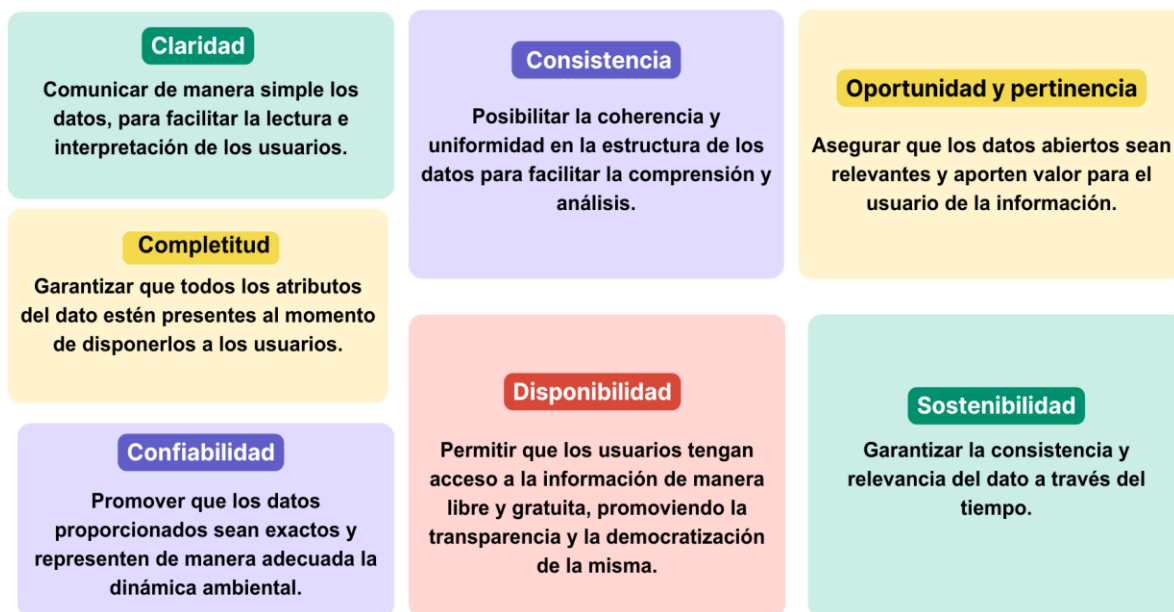 Claridad
Comunicar de manera simple los
datos, para facilitar la lectura e
interpretación de los usuarios.
Completitud
Garantizar que todos los atributos
del dato estén presentes al momento
de disponerlos a los usuarios.
Confiabilidad
Promover que los datos
proporcionados sean exactos y
representen de manera adecuada la
dinámica ambiental.
Consistencia
Posibilitar la coherencia y
uniformidad en la estructura de los
datos para facilitar la comprensión y
análisis.
Disponibilidad
Permitir que los usuarios tengan
acceso a la información de manera
libre y gratuita, promoviendo la
transparencia y la democratización
de la misma.
Oportunidad y pertinencia
Asegurar que los datos abiertos sean
relevantes y aporten valor para el
usuario de la información.
Sostenibilidad
Garantizar la consistencia y
relevancia del dato a través del
tiempo.